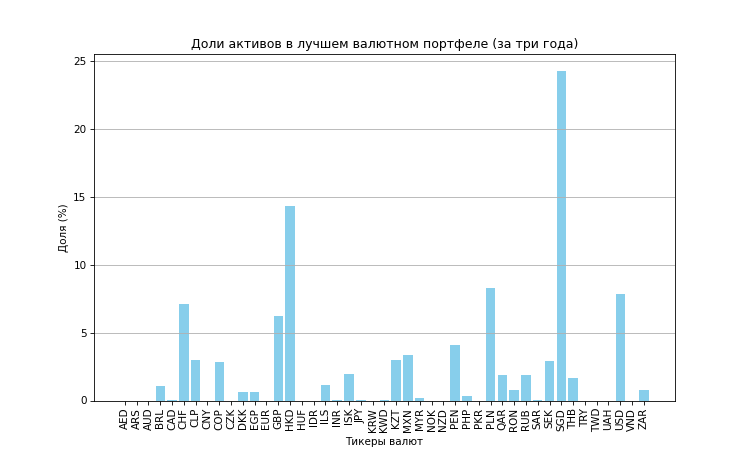 Доли активов в лучшем валютном портфеле (за три года)
Доля (%)
25
20
15
10
5
0
AED ARS AUD BRL CAD CHF CLP CNY COP CZK DKK EGP EUR GBP HKD HUF IDR ILS INR ISK JPY KRW KWD KZT MXN MYR NOK NZD PEN PHP PKR PLN QAR RON RUB SAR SEK SGD THB TRY TWD UAH USD VND ZAR
Тикеры валют